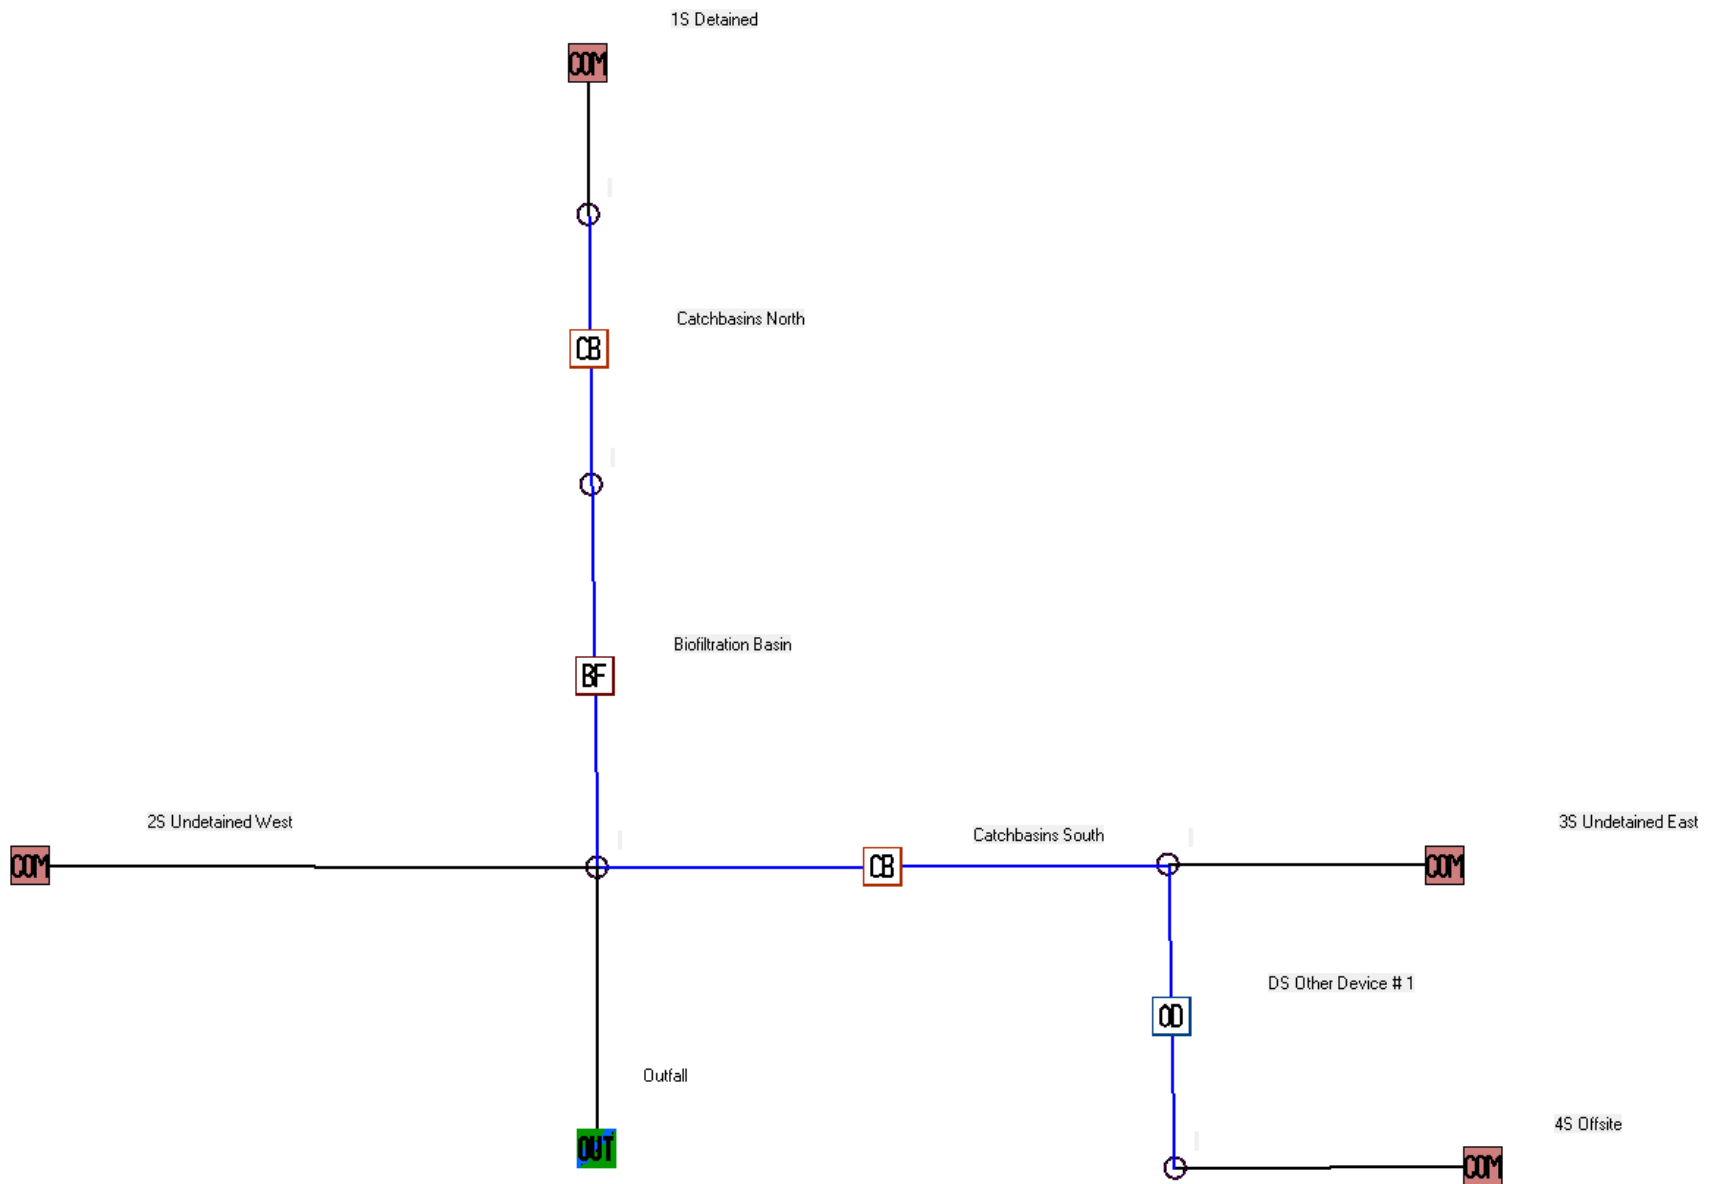 1S Detained
COM
Catchbasins North
CB
Biofiltration Basin
BF
2S Undetained West
Catchbasins South
3S Undetained East
COM
CB
COM
DS Other Device # 1
OD
Outfall
OUT
4S Offsite
COM